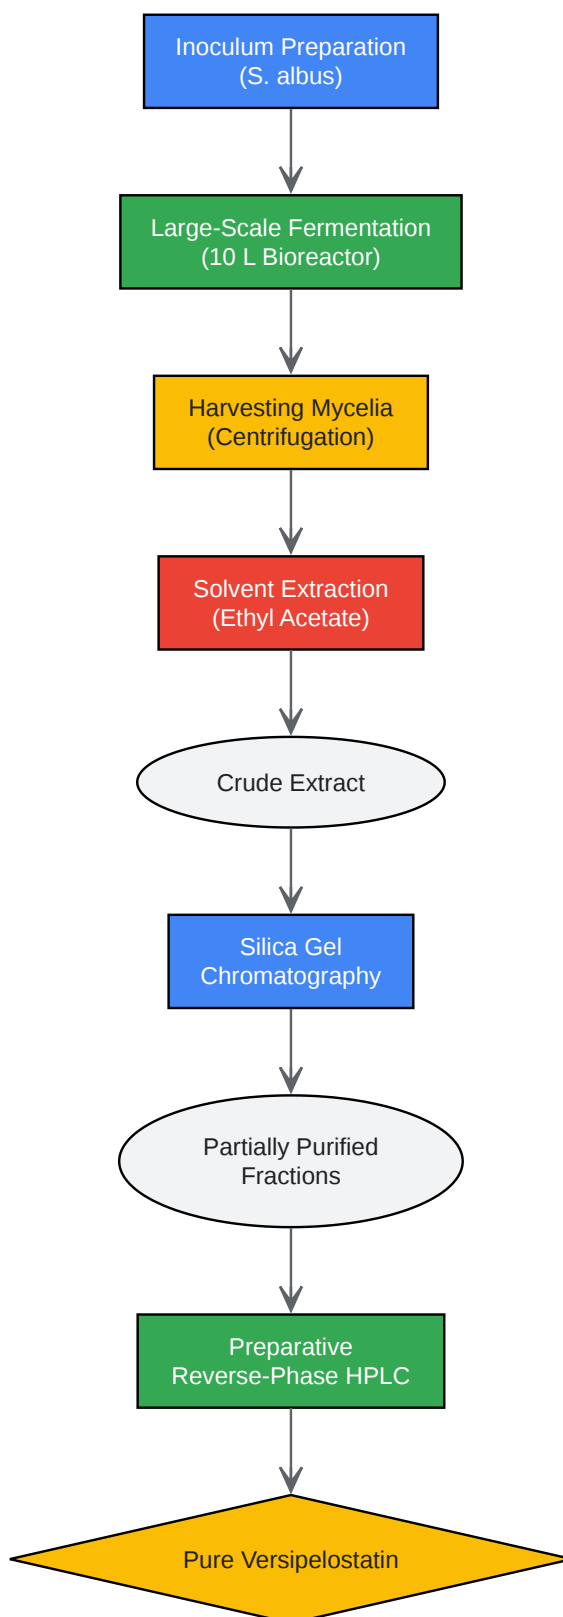 Inoculum Preparation
(S. albus)
Large-Scale Fermentation
(10 L Bioreactor)
Harvesting Mycelia
(Centrifugation)
Solvent Extraction
(Ethyl Acetate)
Crude Extract
Silica Gel
Chromatography
Partially Purified
Fractions
Preparative
Reverse-Phase HPLC
Pure Versipelostatin